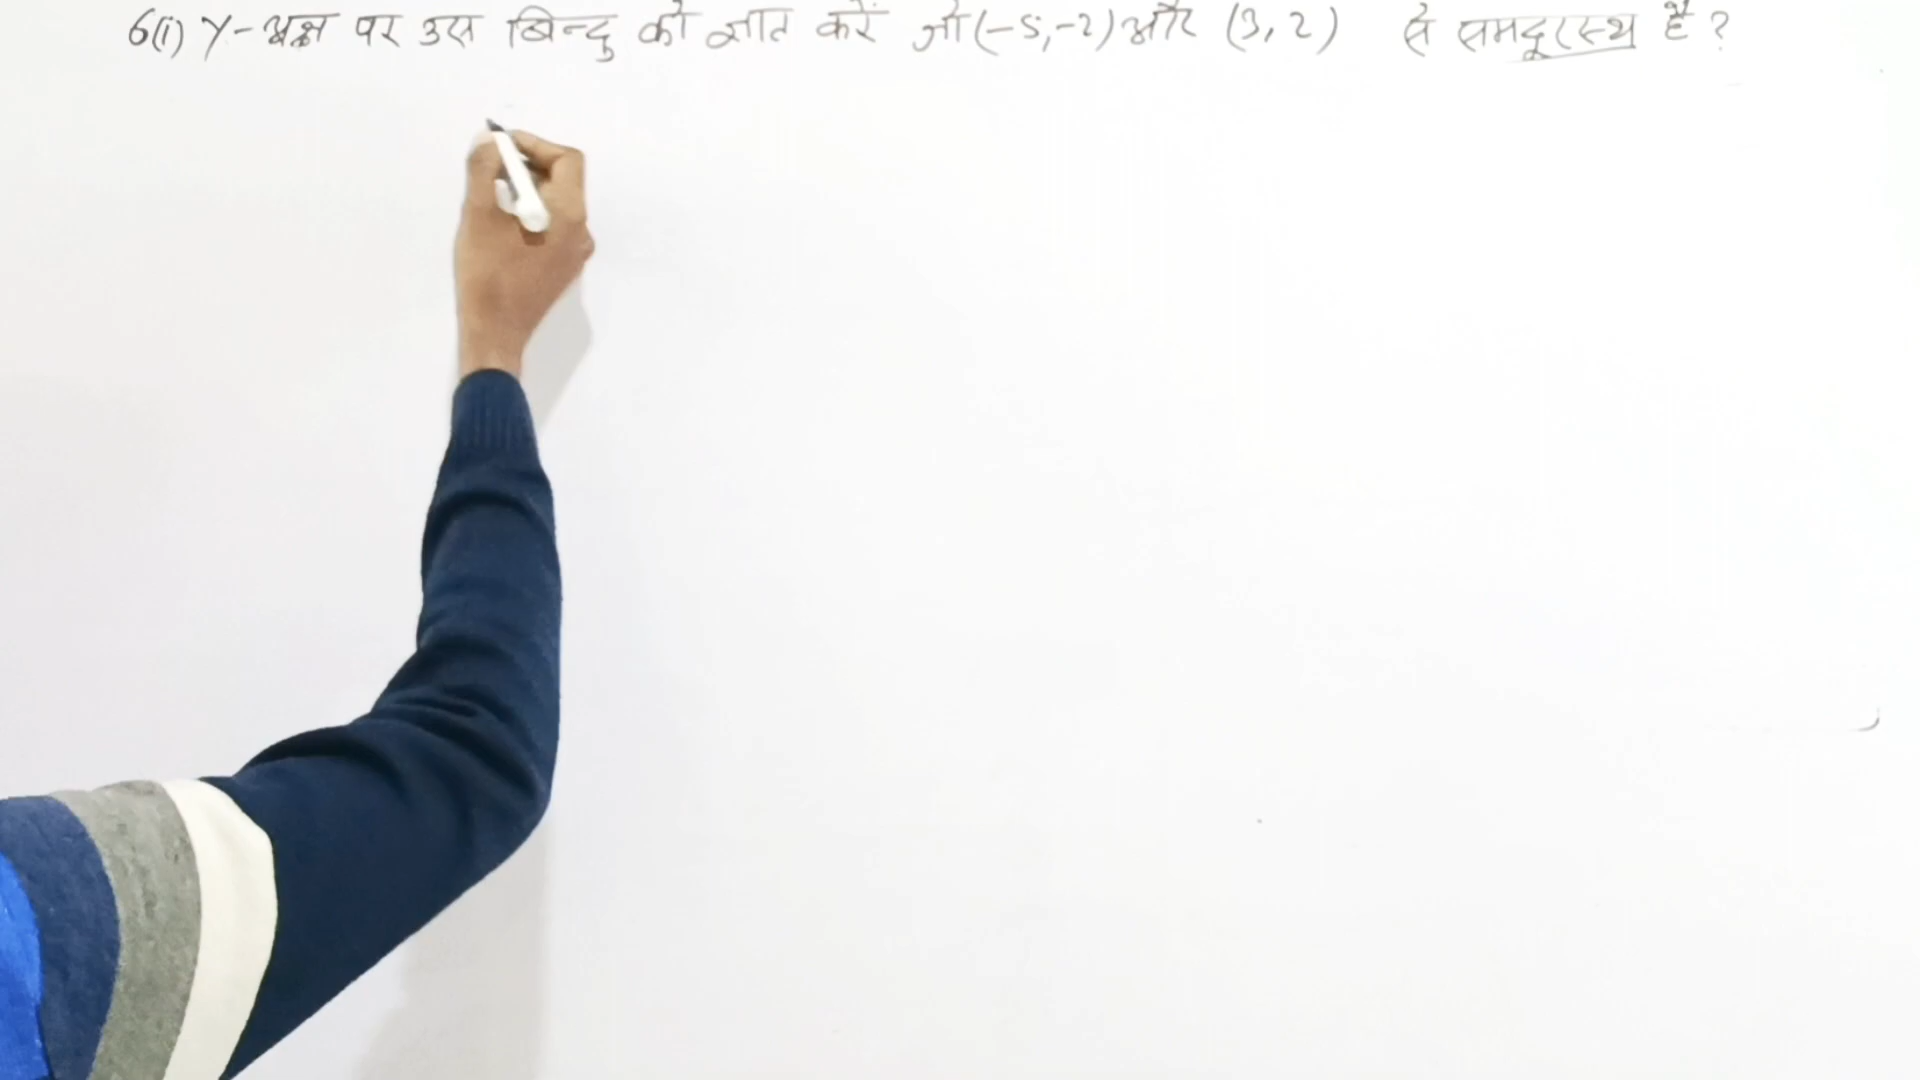 6(i) Y-अक्ष पर उस बिन्दु को ज्ञात करें जो (-5,-2) और (3,2) से समदूरस्थ हैं ?